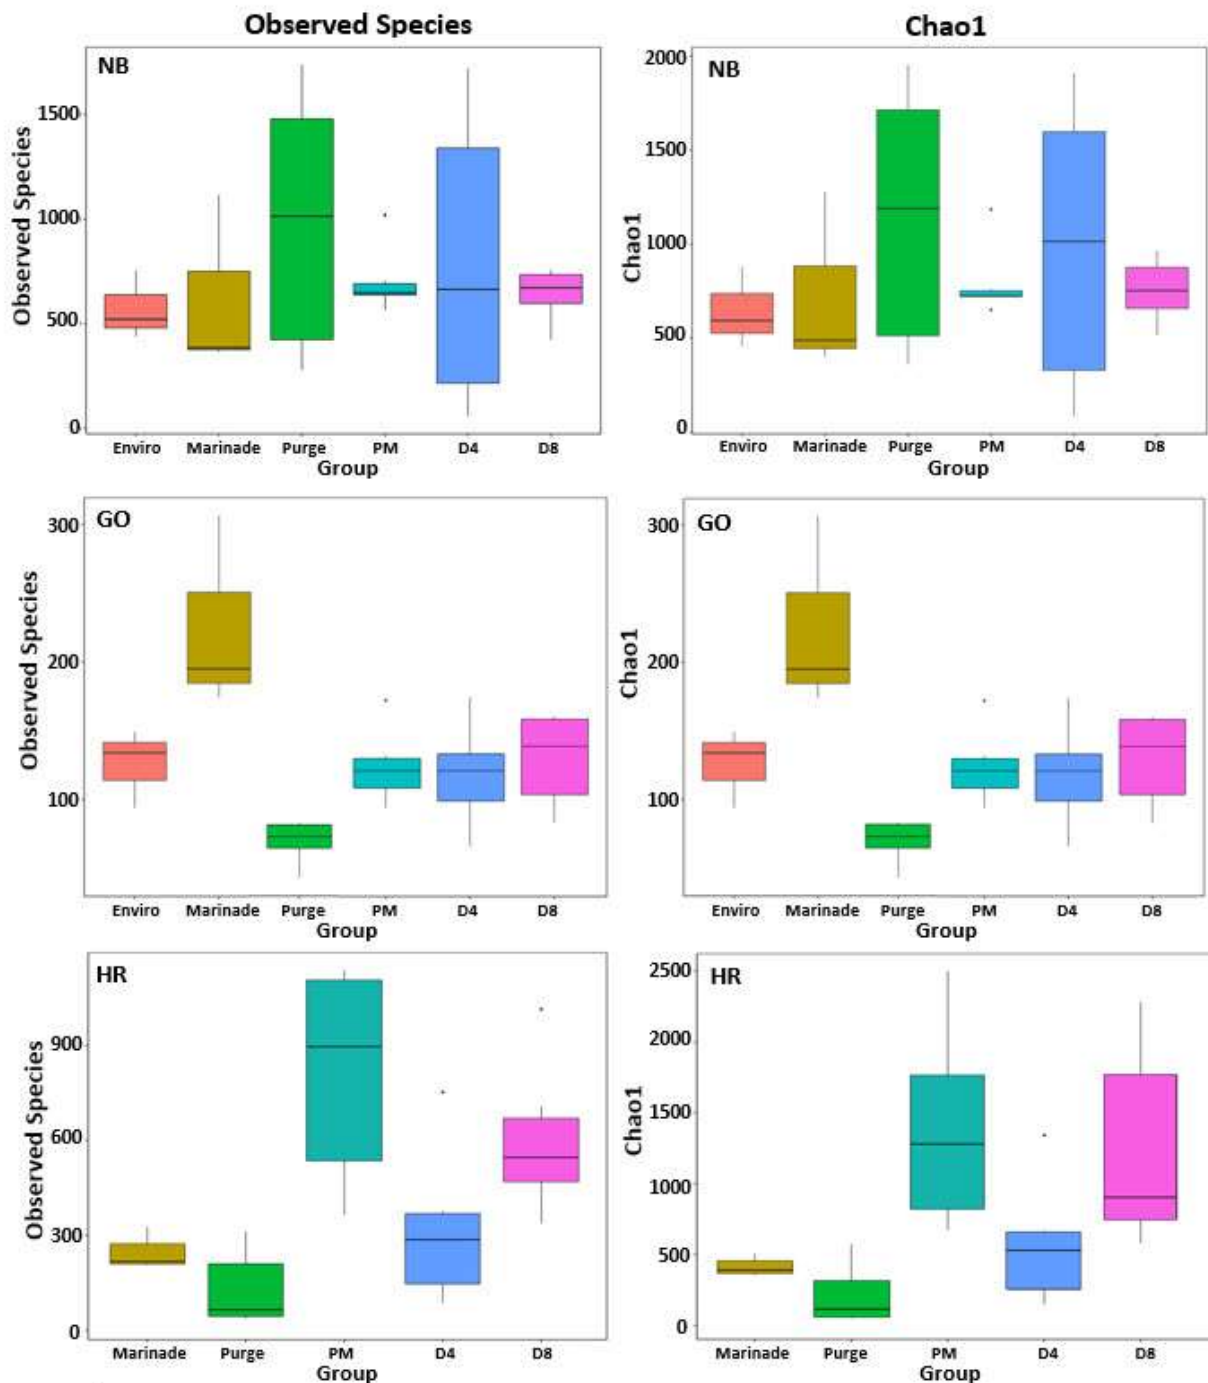 Observed Species
Chao1
NB
Observed Species
1500
1000
500
0
Enviro Marinade Purge PM D4 D8
Group
NB
Chao1
2000
1500
1000
500
0
Enviro Marinade Purge PM D4 D8
Group
GO
Observed Species
300
200
100
Enviro Marinade Purge PM D4 D8
Group
GO
Chao1
300
200
100
Enviro Marinade Purge PM D4 D8
Group
HR
Observed Species
900
600
300
0
Marinade Purge PM D4 D8
Group
HR
Chao1
2500
2000
1500
1000
500
0
Marinade Purge PM D4 D8
Group